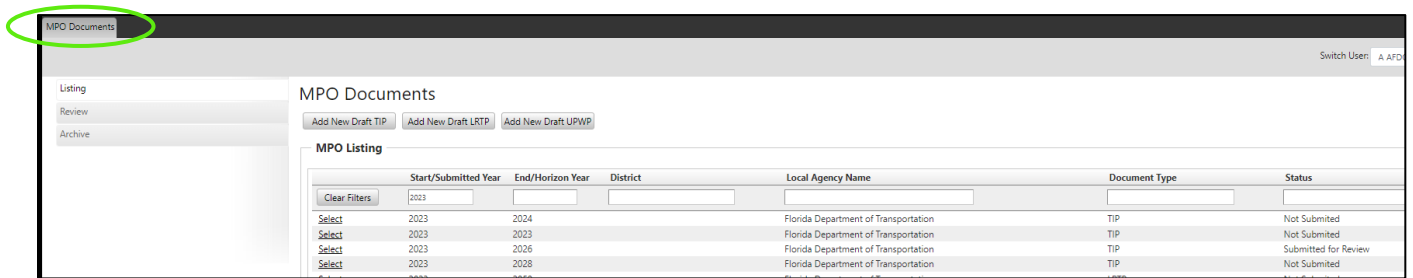 MPO Documents
Switch User: A AFD
Listing
Review
Archive
MPO Documents
Add New Draft TIP Add New Draft LRTP Add New Draft UPWP
MPO Listing
Start/Submitted Year End/Horizon Year District Local Agency Name Document Type Status
Clear Filters 2023
Select 2023 2024 Florida Department of Transportation TIP Not Submited
Select 2023 2023 Florida Department of Transportation TIP Not Submited
Select 2023 2026 Florida Department of Transportation TIP Submitted for Review
Select 2023 2028 Florida Department of Transportation TIP Not Submited